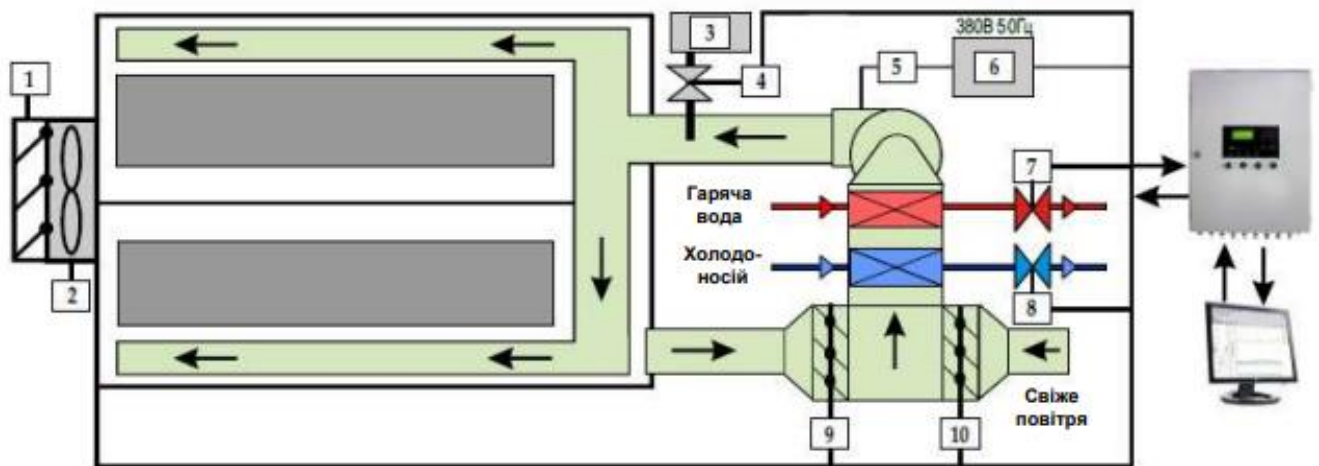 380В 50Гц
3
1
4
5
6
7
Гаряча
вода
Холодо-
носій
2
8
Свіже
повітря
9
10